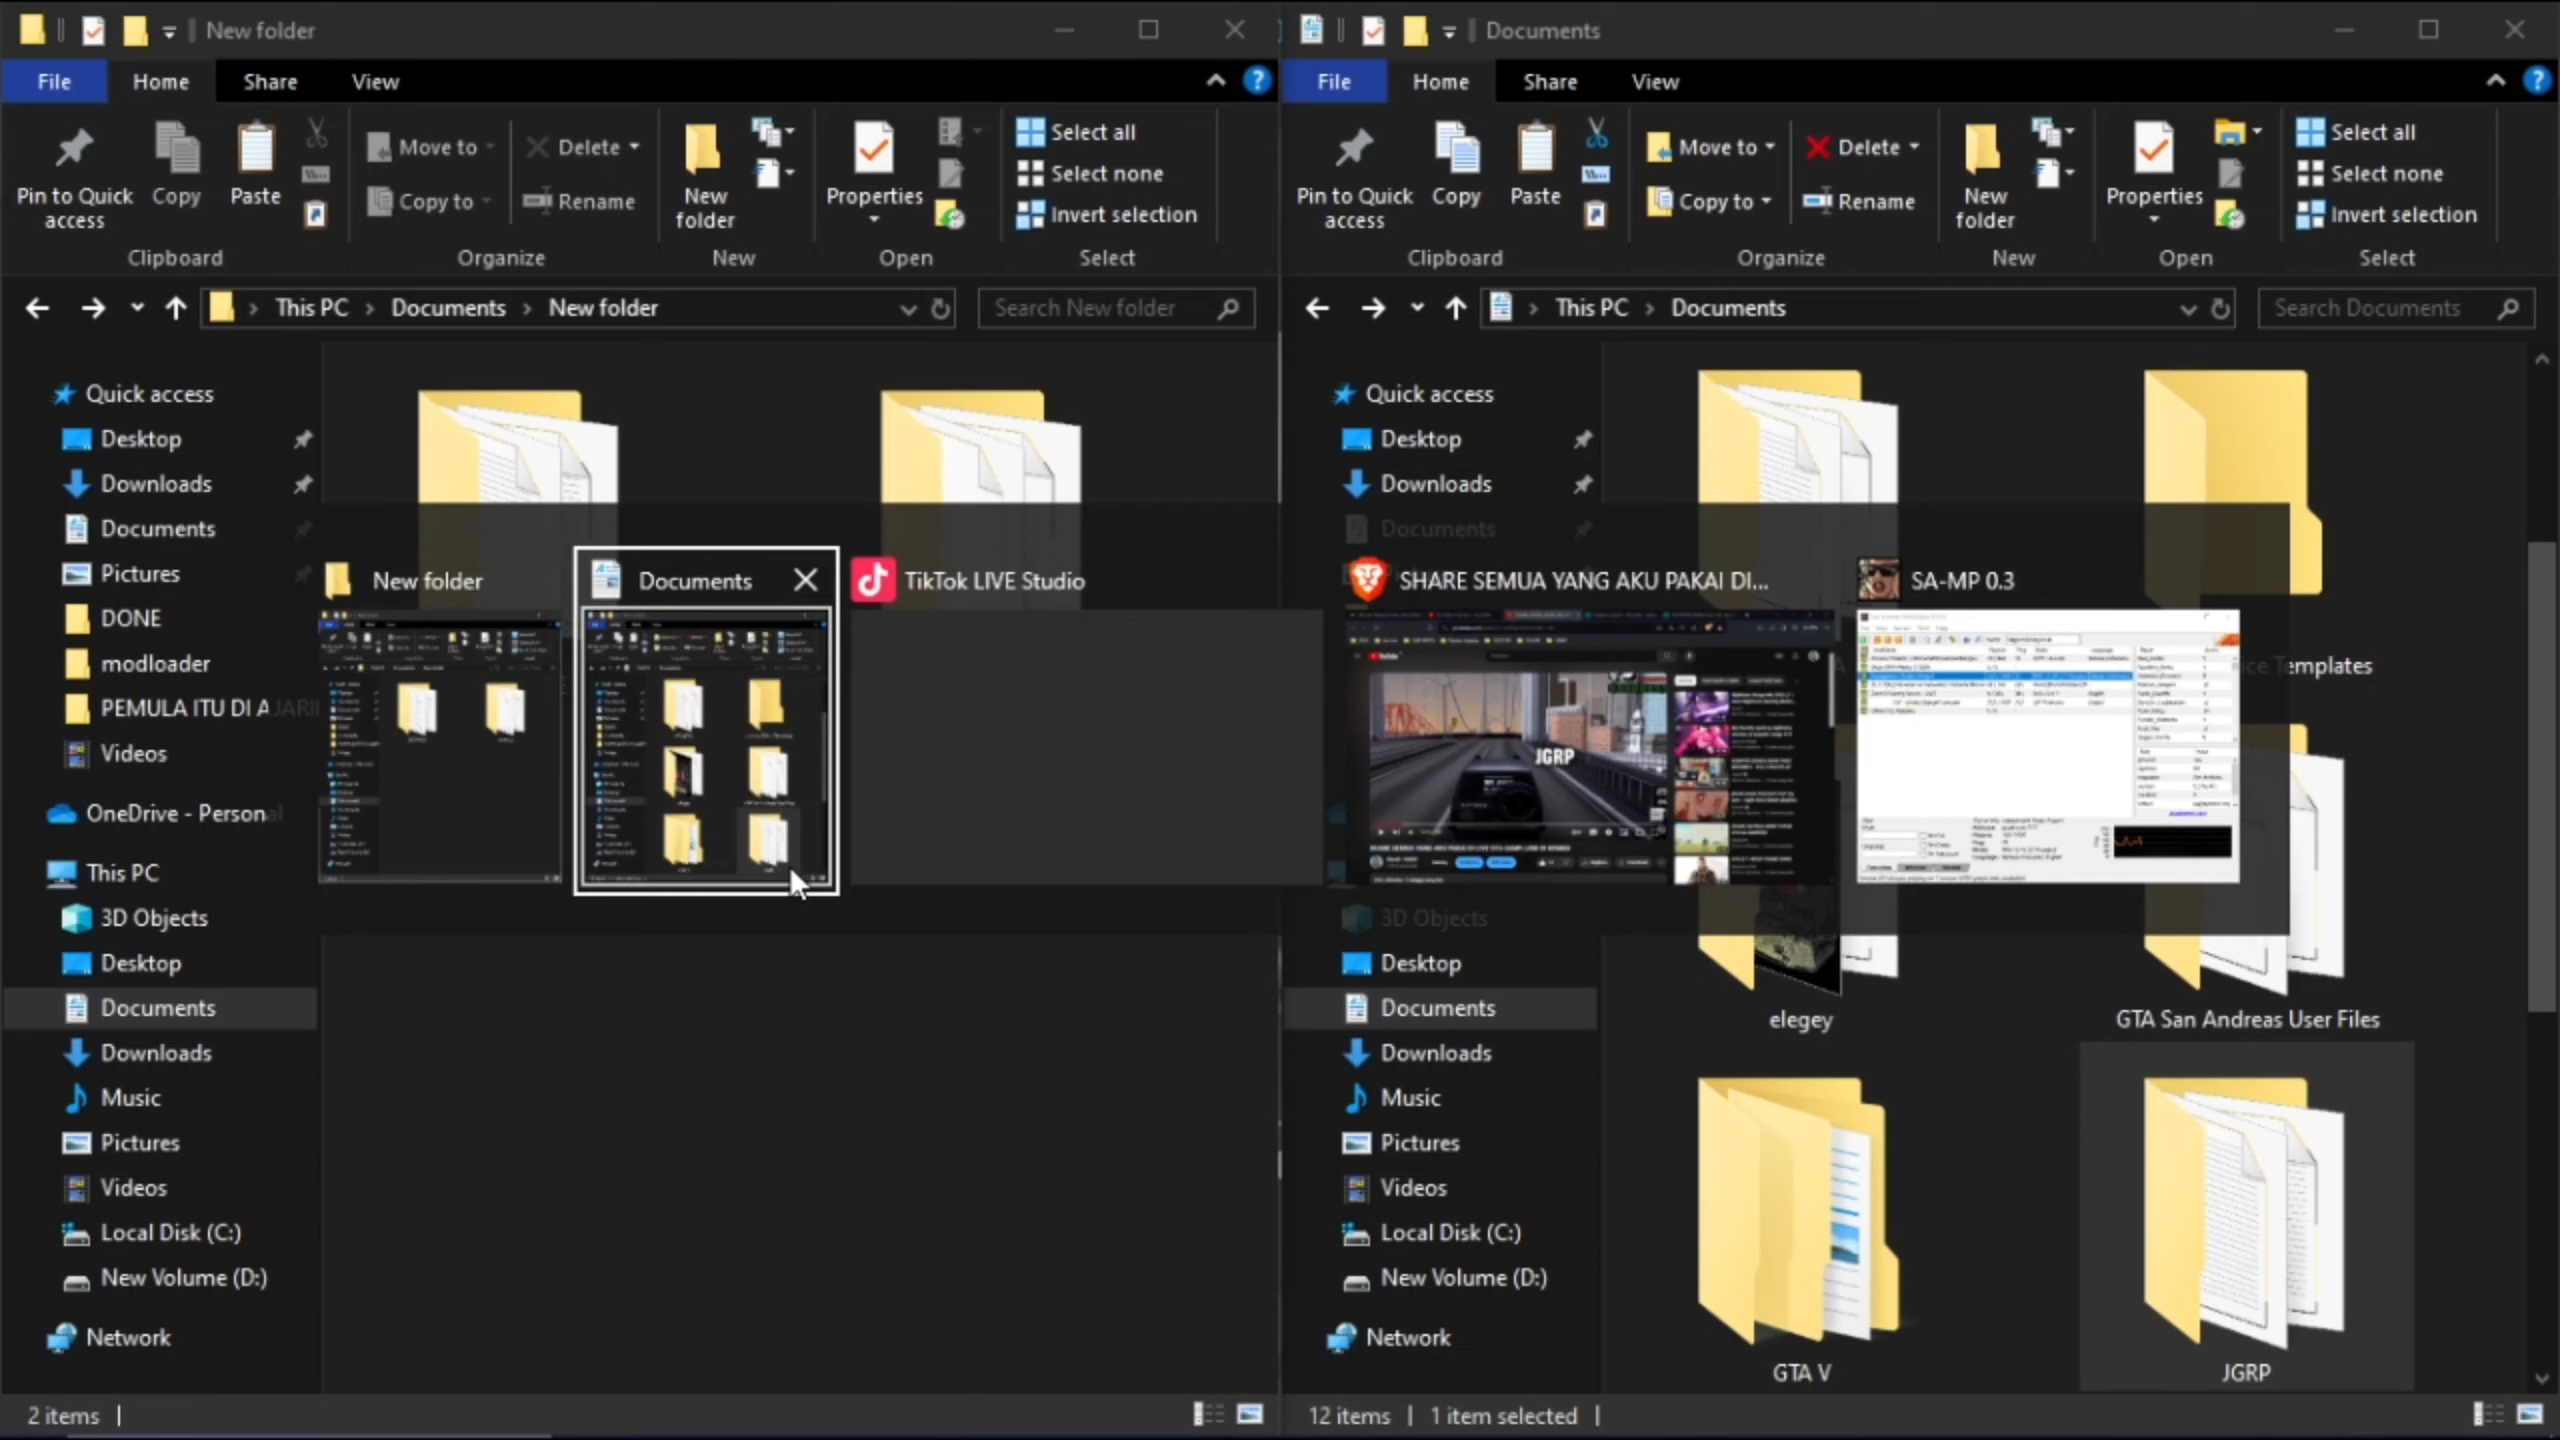 New folder
File
Home
Share
View
Pin to Quick access
Copy
Paste
Move to
Copy to
Delete
Rename
New folder
Properties
Select all
Select none
Invert selection
Clipboard
Organize
New
Open
Select
This PC
Documents
New folder
Search New folder
Quick access
Desktop
Downloads
Documents
Pictures
DONE
modloader
PEMULA ITU DI AJARI
Videos
OneDrive - Personal
This PC
3D Objects
Desktop
Documents
Downloads
Music
Pictures
Videos
Local Disk (C:)
New Volume (D:)
Network
2 items
Documents
File
Home
Share
View
Pin to Quick access
Copy
Paste
Move to
Copy to
Delete
Rename
New folder
Properties
Select all
Select none
Invert selection
Clipboard
Organize
New
Open
Select
This PC
Documents
Search Documents
Quick access
Desktop
Downloads
Documents
3D Objects
Desktop
Documents
Downloads
Music
Pictures
Videos
Local Disk (C:)
New Volume (D:)
Network
Templates
elegey
GTA San Andreas User Files
GTA V
JGRP
12 items
1 item selected
New folder
Documents
TikTok LIVE Studio
SHARE SEMUA YANG AKU PAKAI DI...
SA-MP 0.3
JGRP